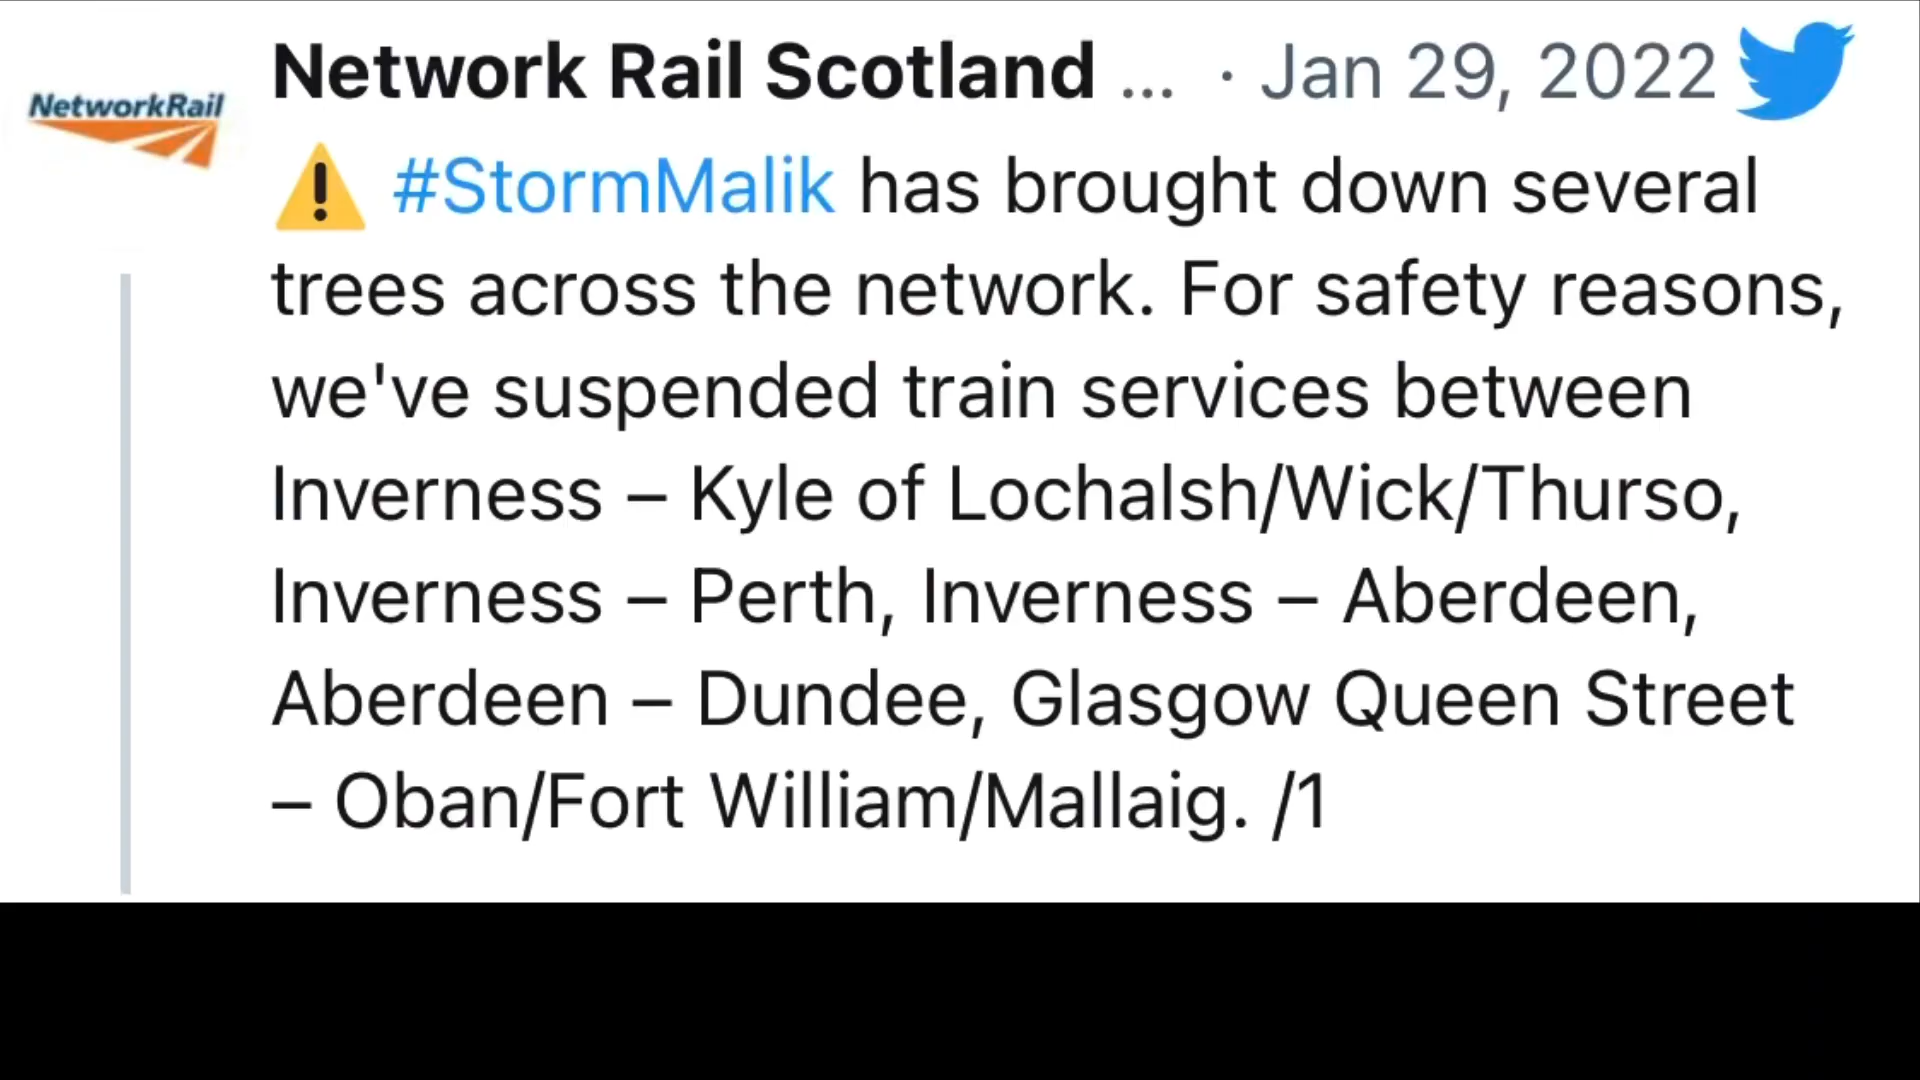 NetworkRail
Network Rail Scotland ... · Jan 29, 2022
⚠️ #StormMalik has brought down several
trees across the network. For safety reasons,
we've suspended train services between
Inverness – Kyle of Lochalsh/Wick/Thurso,
Inverness – Perth, Inverness – Aberdeen,
Aberdeen – Dundee, Glasgow Queen Street
– Oban/Fort William/Mallaig. /1